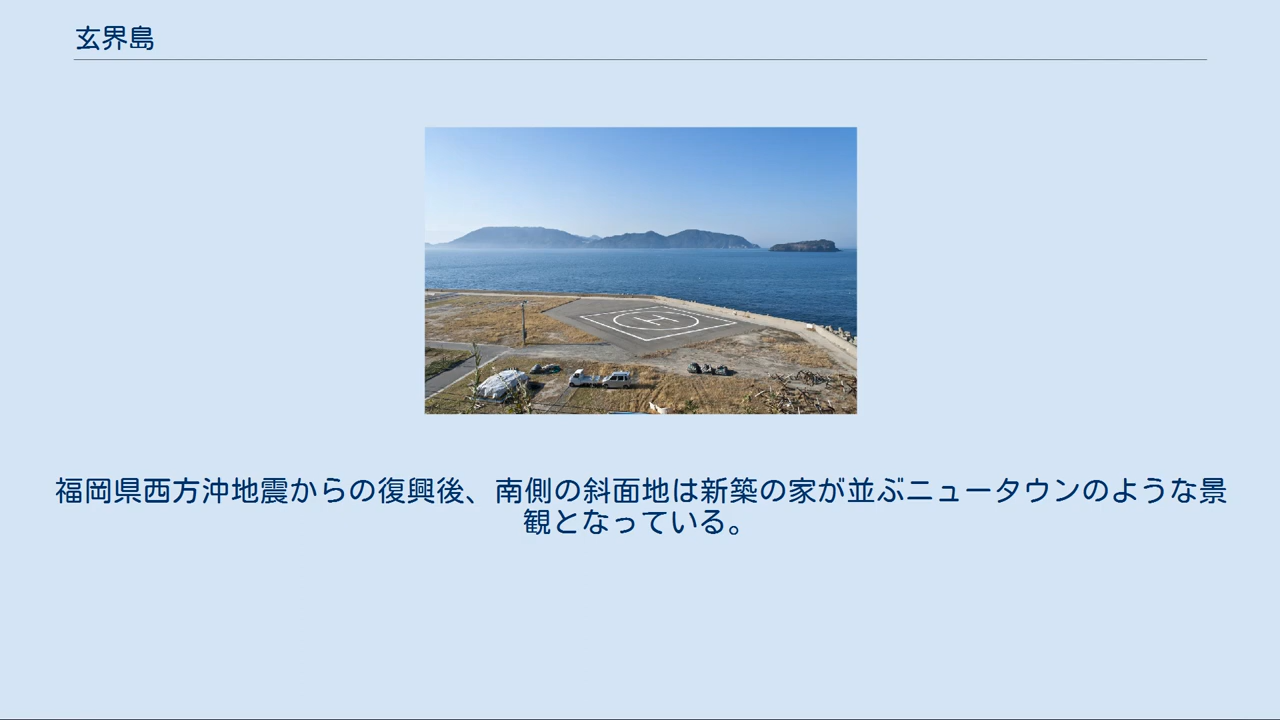 玄界島
H
福岡県西方沖地震からの復興後、南側の斜面地は新築の家が並ぶニュータウンのような景
観となっている。